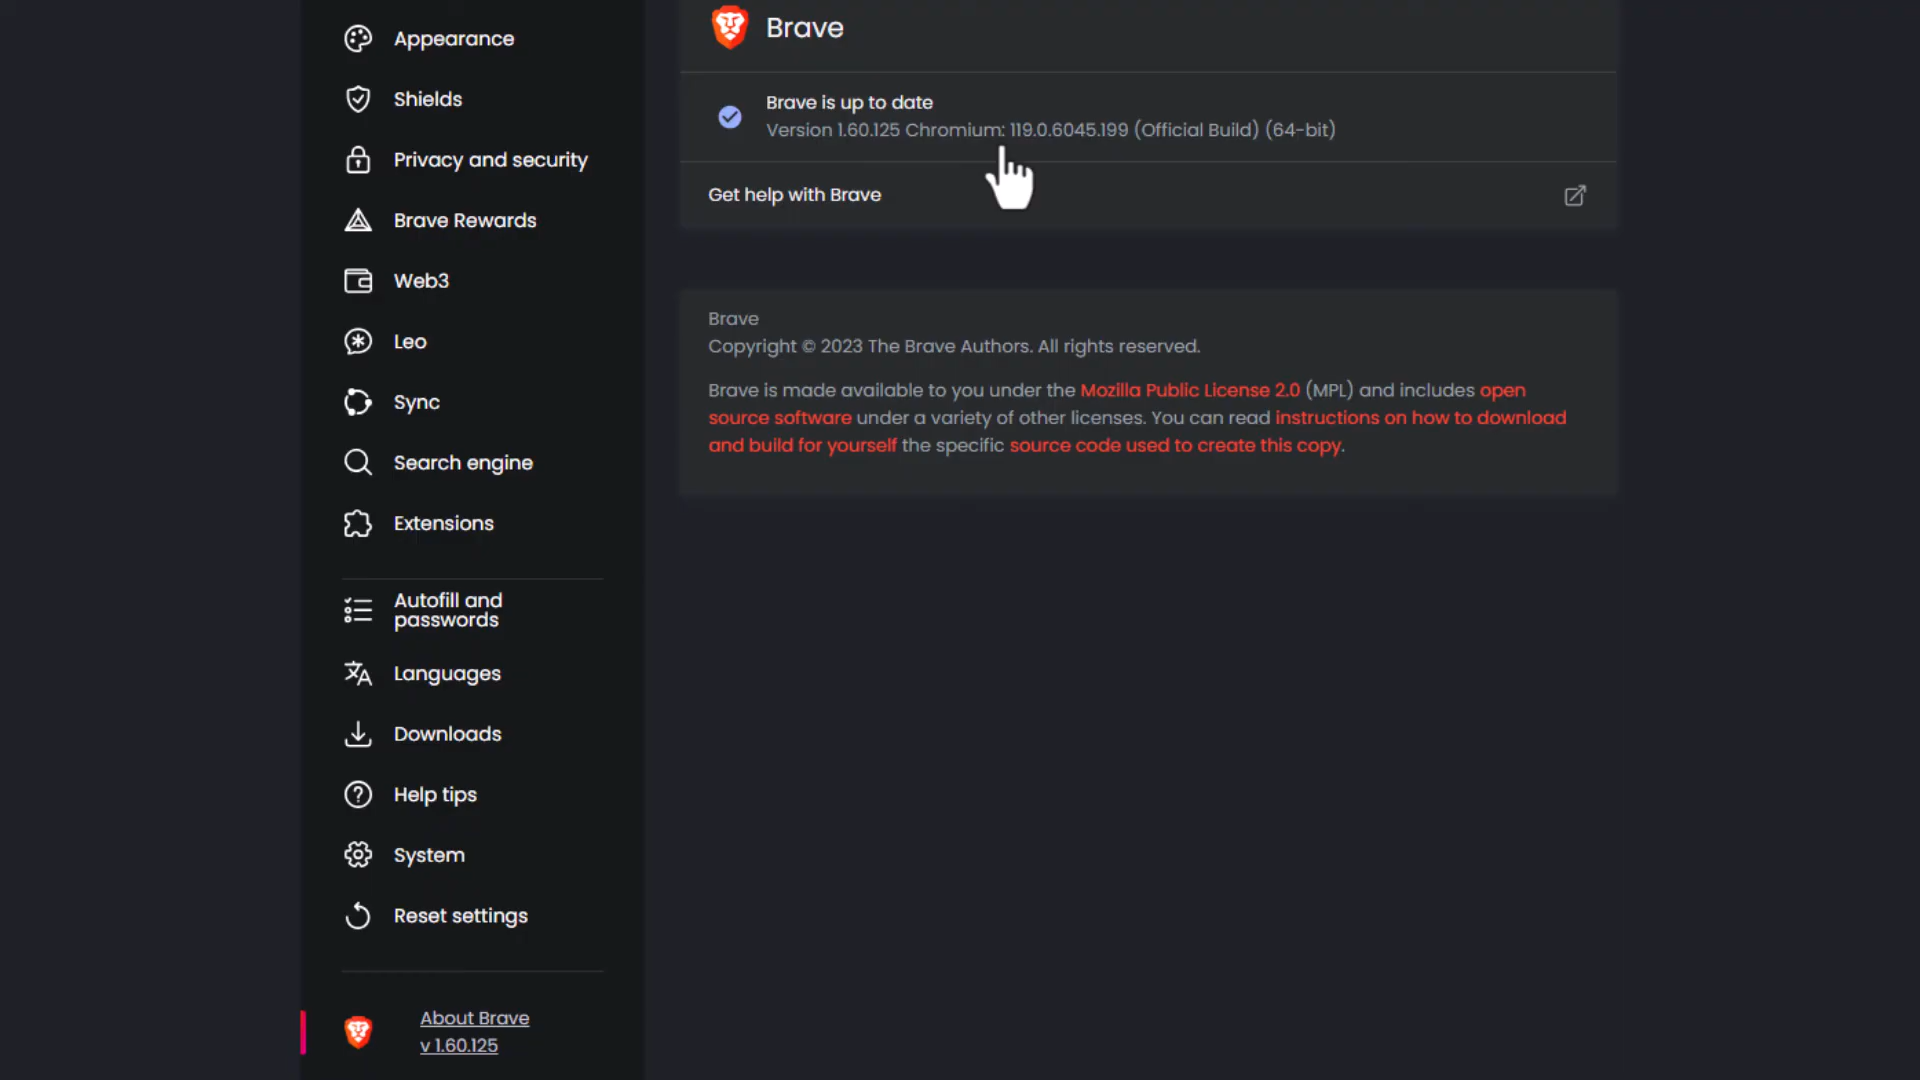 Appearance
Shields
Privacy and security
Brave Rewards
Web3
Leo
Sync
Search engine
Extensions
Autofill and
passwords
Languages
Downloads
Help tips
System
Reset settings
About Brave
v 1.60.125
Brave
Brave is up to date
Version 1.60.125 Chromium: 119.0.6045.199 (Official Build) (64-bit)
Get help with Brave
Brave
Copyright © 2023 The Brave Authors. All rights reserved.
Brave is made available to you under the Mozilla Public License 2.0 (MPL) and includes open
source software under a variety of other licenses. You can read instructions on how to download
and build for yourself the specific source code used to create this copy.